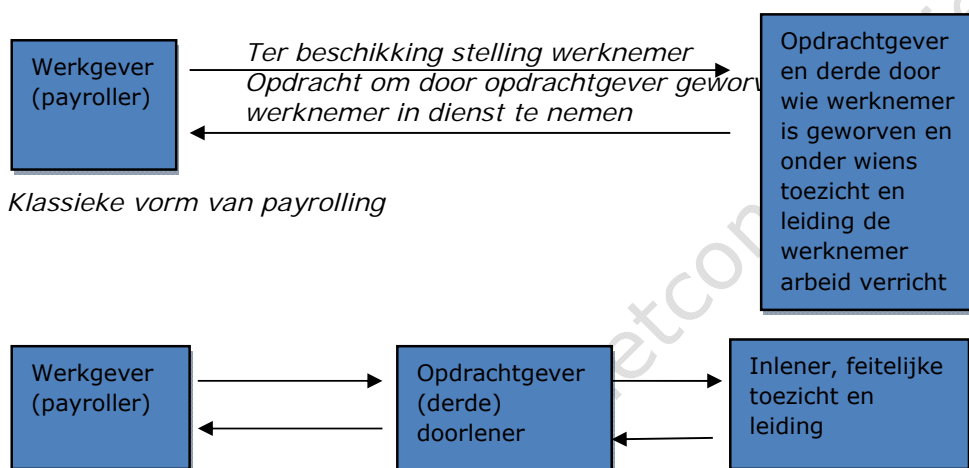 Werkgever
(payroller)
Ter beschikking stelling werknemer
Opdracht om door opdrachtgever
werknemer in dienst te nemen
Opdrachtgever
en derde door
wie werknemer
is geworven en
onder wiens
toezicht en
leiding de
werknemer
arbeid verricht
Klassieke vorm van payrolling
Werkgever
(payroller)
Opdrachtgever
(derde)
doorlener
Inlener, feitelijke
toezicht en
leiding